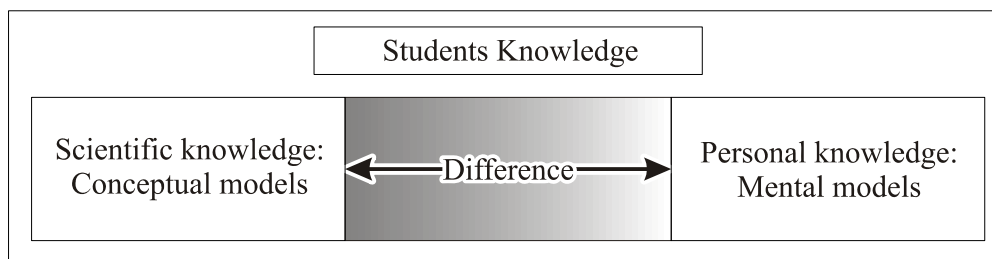 Students Knowledge
Scientific knowledge:
Conceptual models
Difference
Personal knowledge:
Mental models